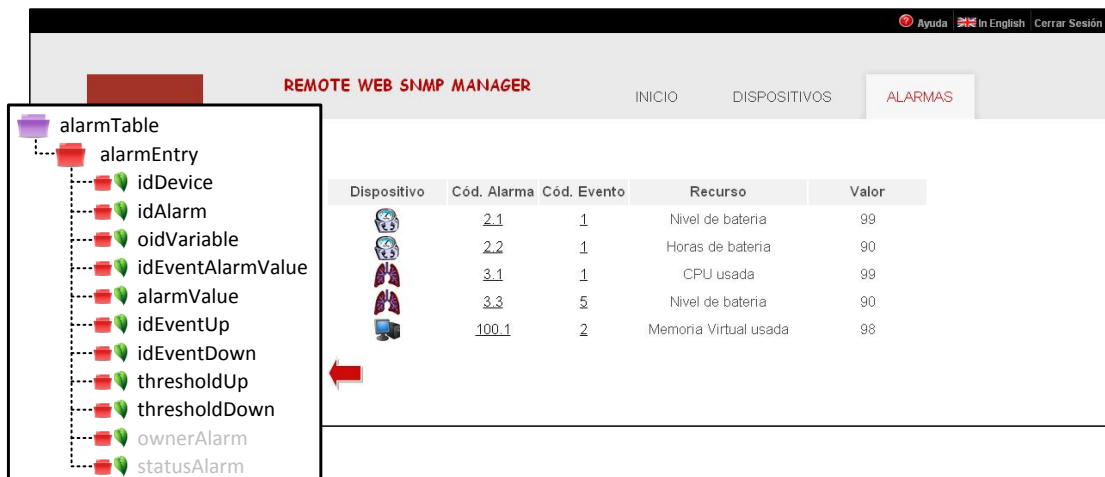 Ayuda In English Cerrar Sesión
REMOTE WEB SNMP MANAGER
INICIO DISPOSITIVOS ALARMAS
alarmTable
alarmEntry
idDevice
idAlarm
oidVariable
idEventAlarmValue
alarmValue
idEventUp
idEventDown
thresholdUp
thresholdDown
ownerAlarm
statusAlarm
Dispositivo Cód. Alarma Cód. Evento Recurso Valor
2.1 1 Nivel de bateria 99
2.2 1 Horas de bateria 90
3.1 1 CPU usada 99
3.3 5 Nivel de bateria 90
100.1 2 Memoria Virtual usada 98